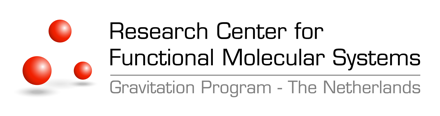 Research Center for
Functional Molecular Systems
Gravitation Program - The Netherlands